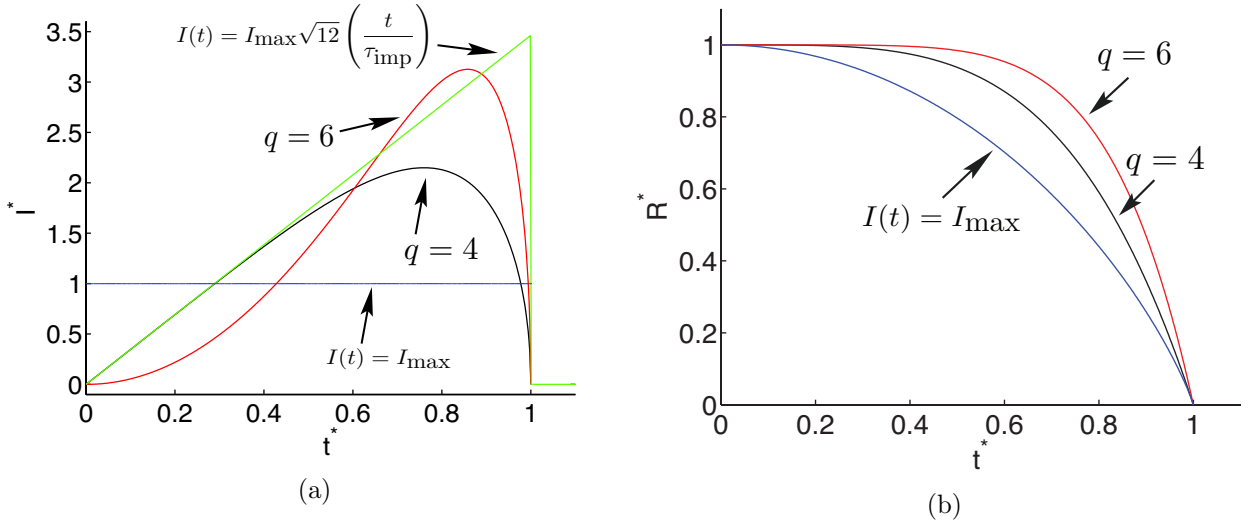 I(t) = I_max √12 (t/τ_imp)
3.5
3
2.5
2
1.5
1
0.5
0
I*
q = 6
q = 4
I(t) = I_max
0 0.2 0.4 0.6 0.8 1
t*
(a)
1
0.8
0.6
0.4
0.2
0
R*
q = 6
q = 4
I(t) = I_max
0 0.2 0.4 0.6 0.8 1
t*
(b)